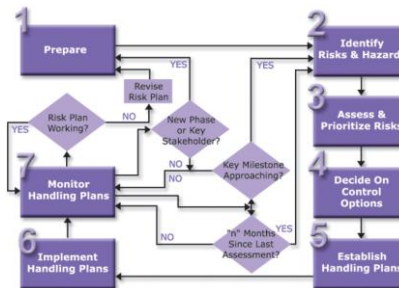 1
Prepare
2
Identify
Risks & Hazards
YES
Revise
Risk Plan
3
Assess &
Prioritize Risks
Risk Plan
Working?
NO
New Phase
or Key
Stakeholder?
YES
YES
YES
NO
Key Milestone
Approaching?
4
Decide On
Control
Options
7
Monitor
Handling Plans
NO
NO
"n" Months
Since Last
Assessment?
YES
5
Establish
Handling Plans
6
Implement
Handling Plans